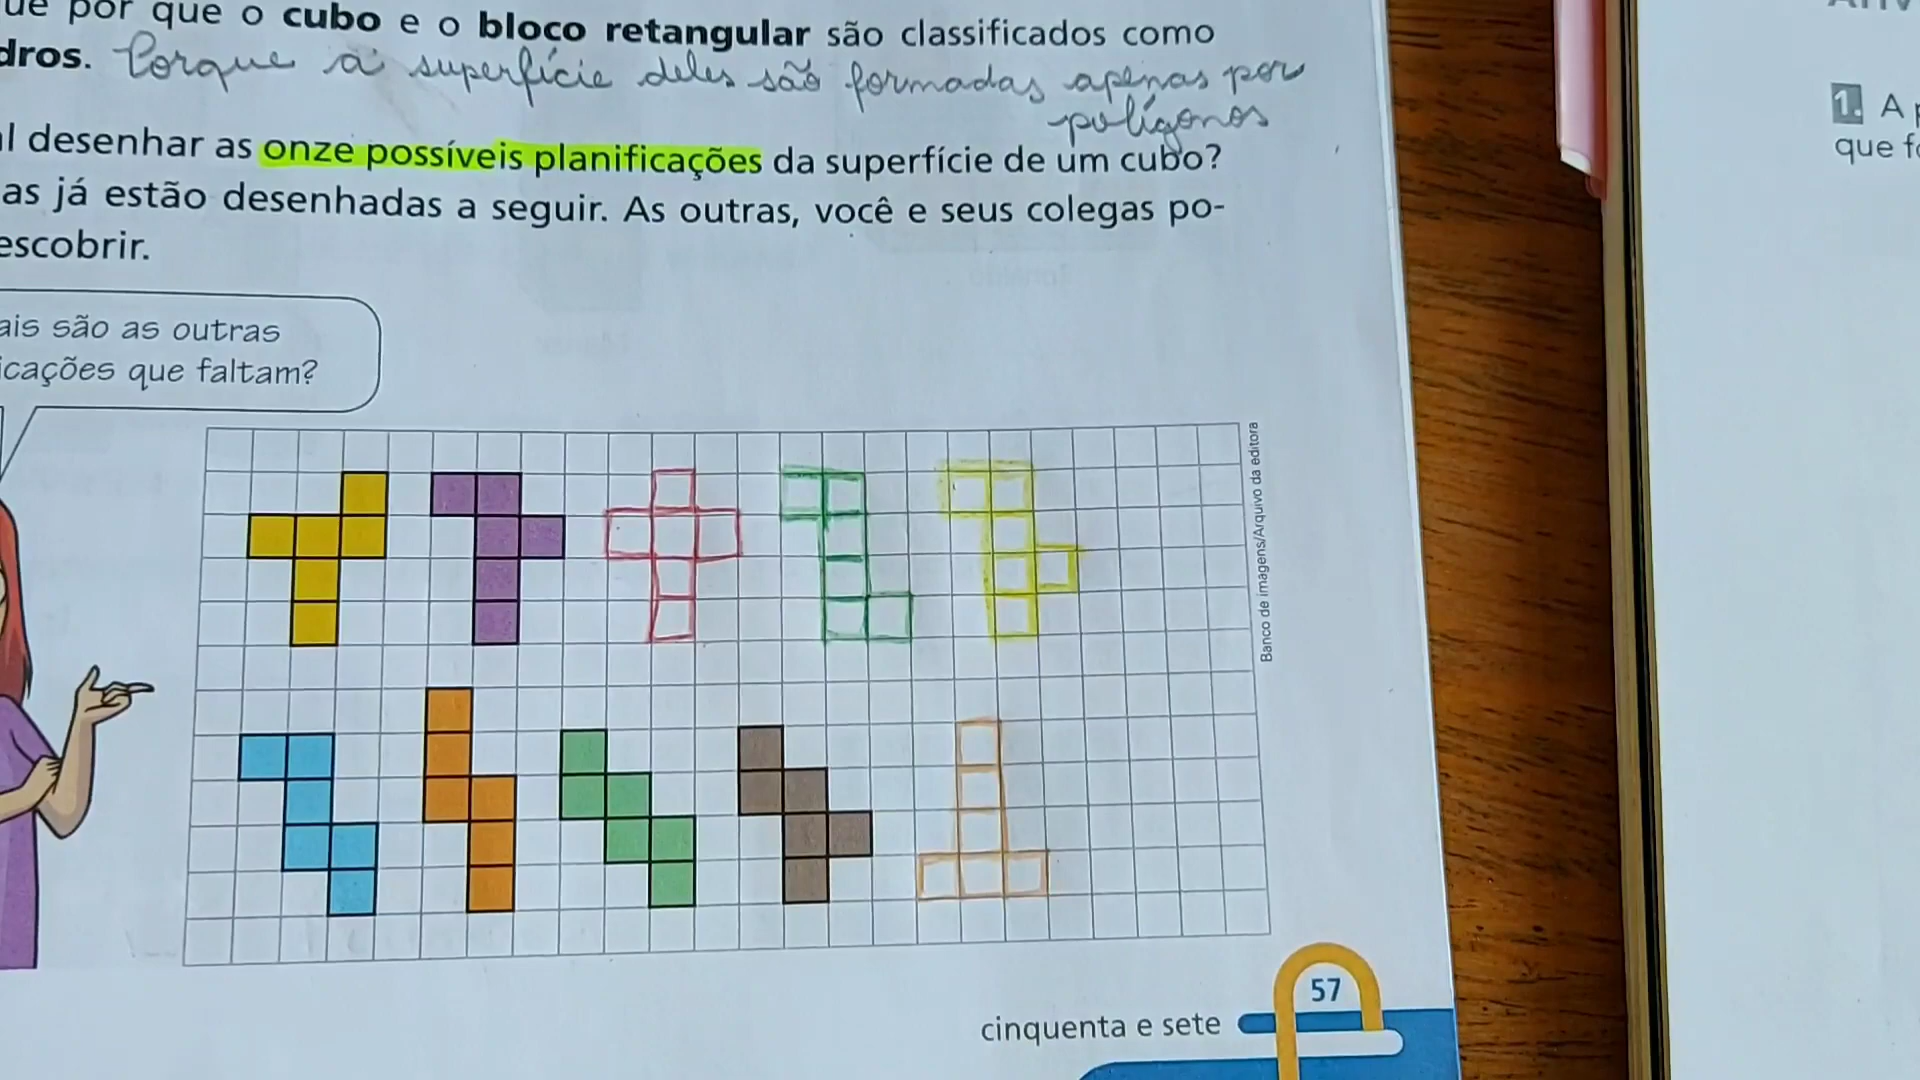 ue por que o cubo e o bloco retangular são classificados como
dros. Porque a superfície deles são formadas apenas por
polígonos
al desenhar as onze possíveis planificações da superfície de um cubo?
as já estão desenhadas a seguir. As outras, você e seus colegas po-
escobrir.
ais são as outras
icações que faltam?
Banco de imagens/Arquivo da editora
57
cinquenta e sete
1. A p
que fo